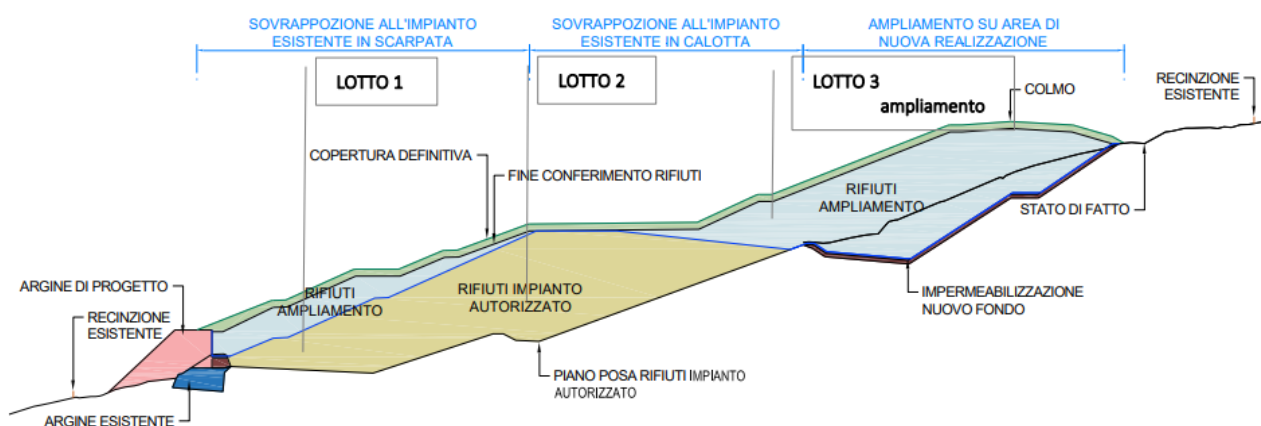 SOVRAPPOZIONE ALL'IMPIANTO
ESISTENTE IN SCARPATA
SOVRAPPOZIONE ALL'IMPIANTO
ESISTENTE IN CALOTTA
AMPLIAMENTO SU AREA DI
NUOVA REALIZZAZIONE
LOTTO 1
LOTTO 2
LOTTO 3
ampliamento
COLMO
RECINZIONE
ESISTENTE
COPERTURA DEFINITIVA
FINE CONFERIMENTO RIFIUTI
RIFIUTI
AMPLIAMENTO
STATO DI FATTO
ARGINE DI PROGETTO
RIFIUTI
AMPLIAMENTO
RIFIUTI IMPIANTO
AUTORIZZATO
IMPERMEABILIZZAZIONE
NUOVO FONDO
RECINZIONE
ESISTENTE
PIANO POSA RIFIUTI IMPIANTO
AUTORIZZATO
ARGINE ESISTENTE